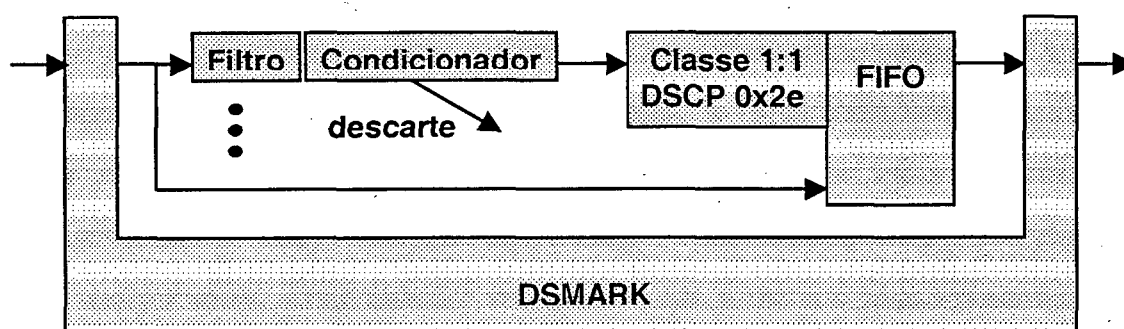 Filtro
Condicionador
Classe 1:1
DSCP 0x2e
FIFO
descarte
DSMARK